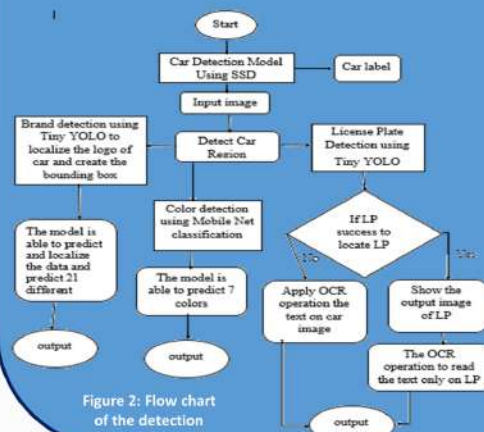 Start
Car Detection Model
Using SSD
Car label
Input image
Detect Car
Region
Brand detection using
Tiny YOLO to
localize the logo of
car and create the
bounding box
The model is
able to predict
and localize
the data and
predict 21
different
output
Color detection
using Mobile Net
classification
The model is
able to predict 7
colors
output
License Plate
Detection using
Tiny YOLO
If LP
success to
locate LP
Apply OCR
operation the
text on car
image
Show the
output image
of LP
The OCR
operation to read
the text only on LP
output
Figure 2: Flow chart
of the detection